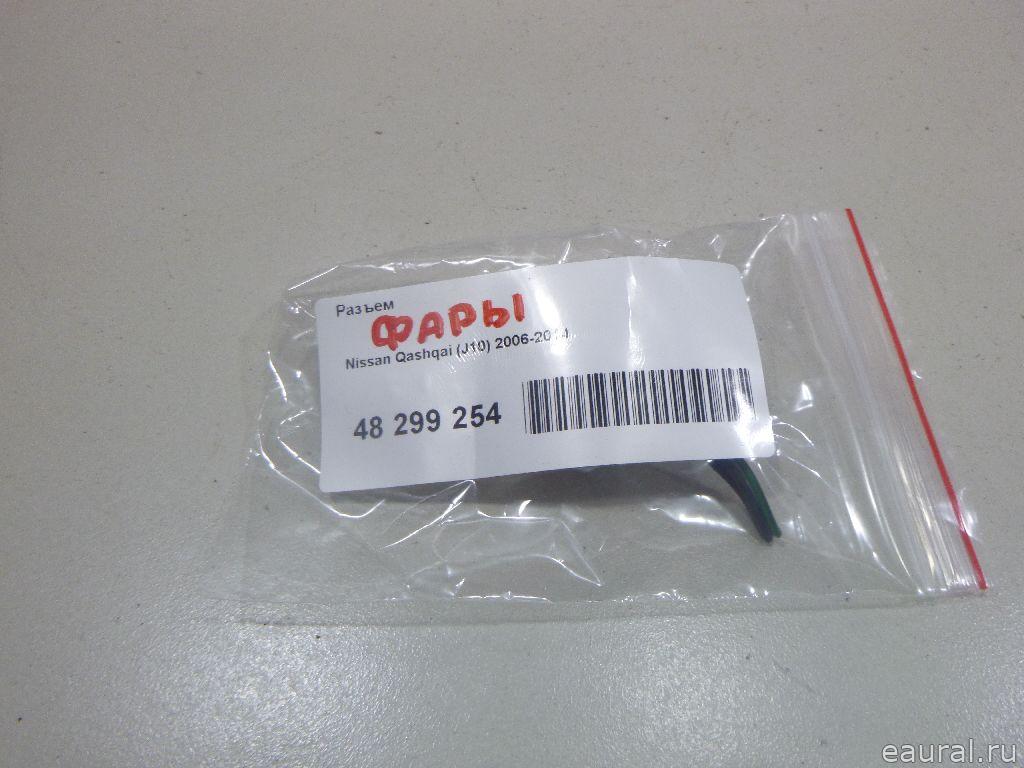 Разъем
ФАРЫ
Nissan Qashqai (J10) 2006-2014
48 299 254
eaural.ru